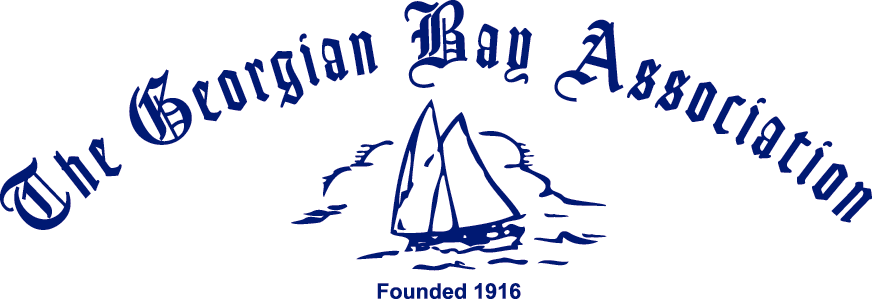 The Georgian Bay Association
Founded 1916